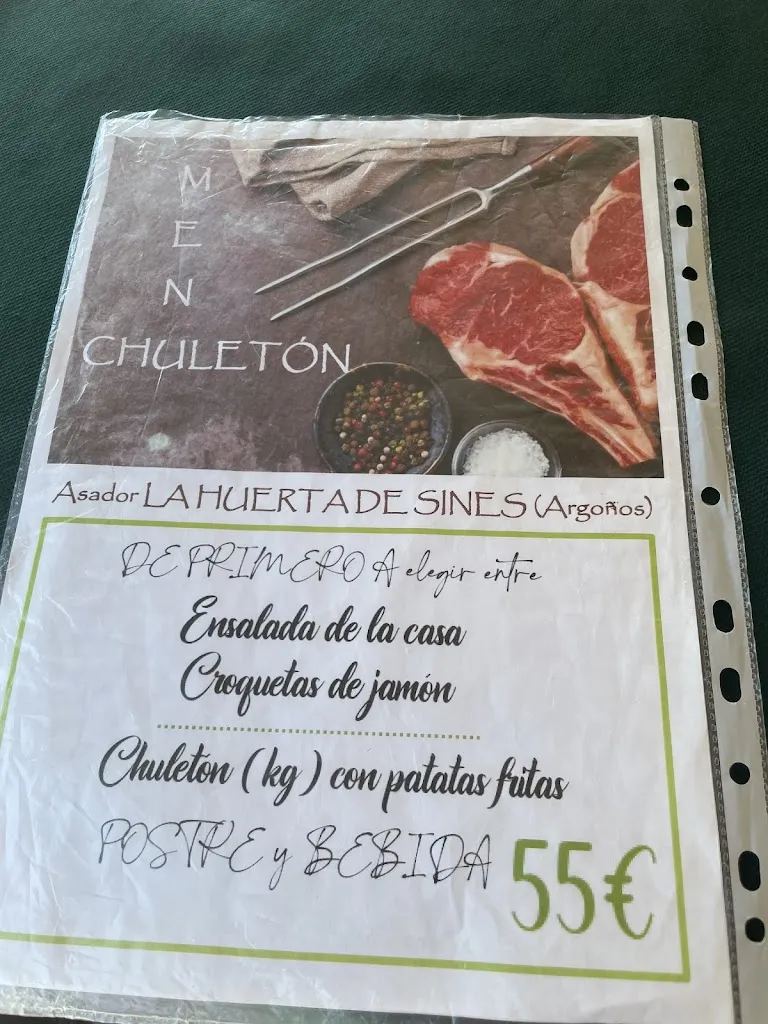 M
E
N
CHULETÓN
Asador LA HUERTA DE SINES (Argoños)
DE PRIMERO A elegir entre
Ensalada de la casa
Croquetas de jamón
Chuletón (kg) con patatas fritas
POSTRE y BEBIDA 55€